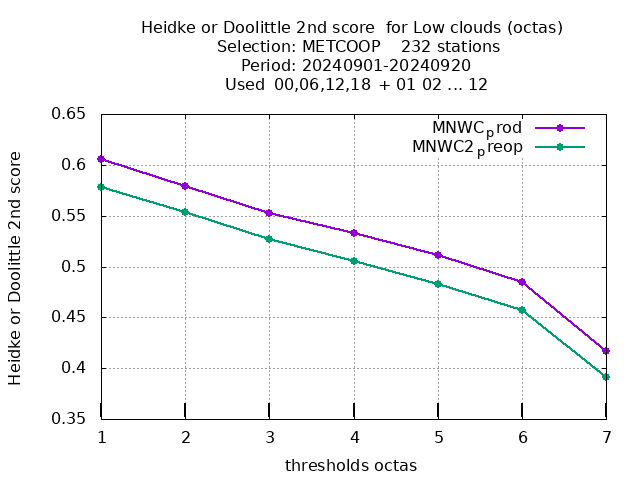 Heidke or Doolittle 2nd score  for Low clouds (octas)
Selection: METCOOP    232 stations
Period: 20240901-20240920
Used  00,06,12,18 + 01 02 ... 12
MNWC_prod
MNWC2_preop
Heidke or Doolittle 2nd score
0.65
0.6
0.55
0.5
0.45
0.4
0.35
1 2 3 4 5 6 7
thresholds octas